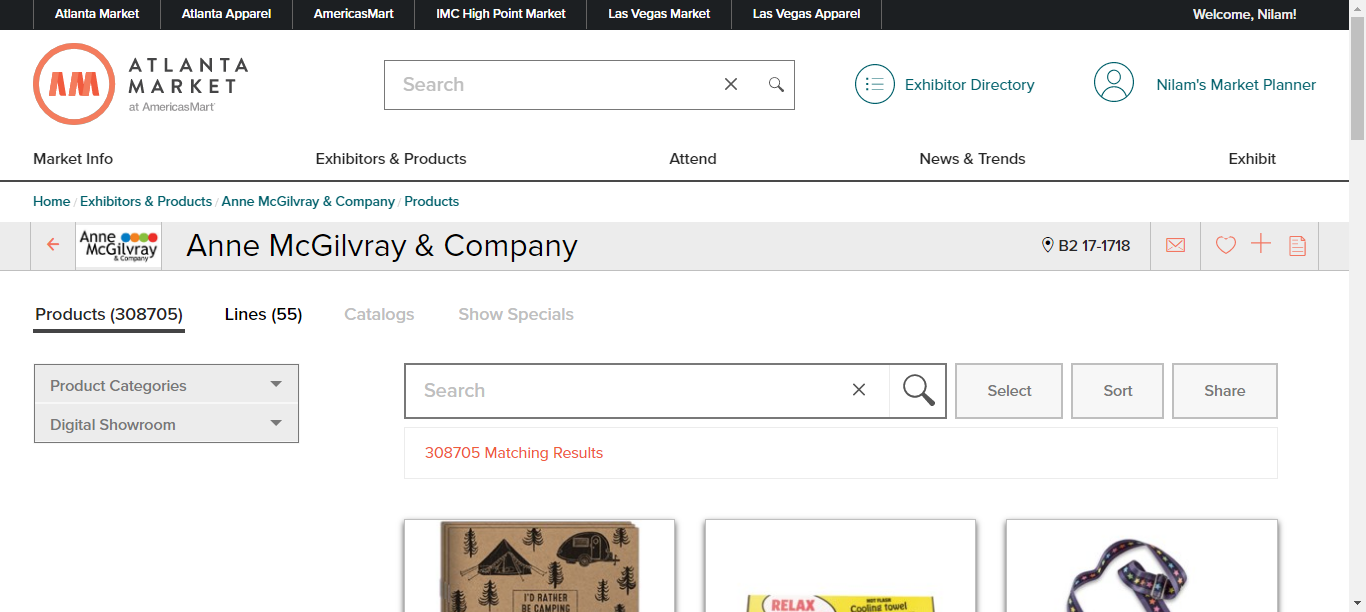 Atlanta Market
Atlanta Apparel
AmericasMart
IMC High Point Market
Las Vegas Market
Las Vegas Apparel
Welcome, Nilam!
AM
ATLANTA
MARKET
at AmericasMart
Search
Exhibitor Directory
Nilam's Market Planner
Market Info
Exhibitors & Products
Attend
News & Trends
Exhibit
Home / Exhibitors & Products / Anne McGilvray & Company / Products
Anne
McGilvray
& Company
Anne McGilvray & Company
B2 17-1718
Products (308705)
Lines (55)
Catalogs
Show Specials
Product Categories
Digital Showroom
Search
Select
Sort
Share
308705 Matching Results
I'D RATHER
BE CAMPING
RELAX
HOT FLASH
Cooling towel